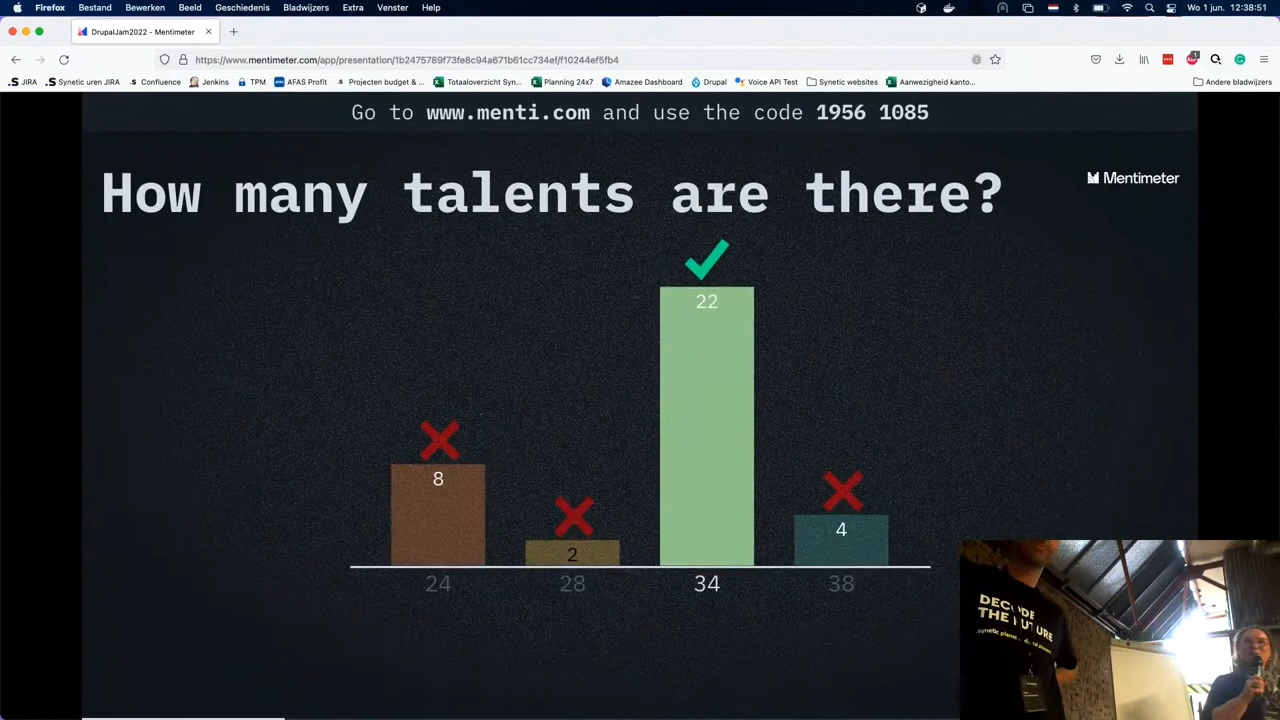 Firefox Bestand Bewerken Beeld Geschiedenis Bladwijzers Extra Venster Help Wo 1 jun. 12:38:51
DrupalJam2022 - Mentimeter
https://www.mentimeter.com/app/presentation/1b2475789f73fe8c94a671b61cc734ef/f10244ef5fb4
JIRA Synetic uren JIRA Confluence Jenkins TPM AFAS Profit Projecten budget & ... Totaaloverzicht Syn... Planning 24x7 Amazee Dashboard Drupal Voice API Test Synetic websites Aanwezigheid kanto... Andere bladwijzers
Go to www.menti.com and use the code 1956 1085
How many talents are there?
Mentimeter
22
8
2
4
24 28 34 38
DECODE
THE FUTURE